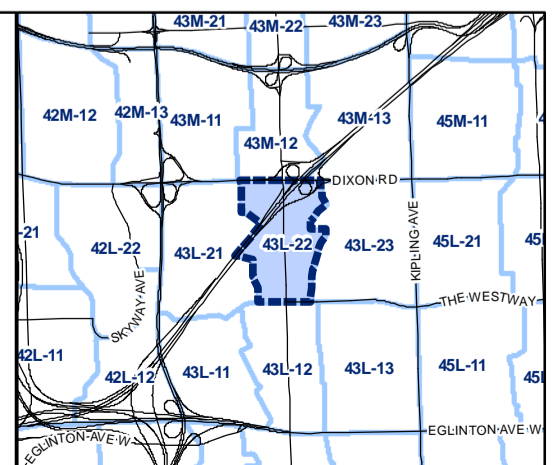 43M-21
43M-22
43M-23
42M-12
42M-13
43M-11
43M-12
43M-13
45M-11
DIXON RD
KIPLING AVE
-21
42L-22
43L-21
43L-22
43L-23
45L-21
SKYWAY AVE
THE WESTWAY
42L-11
42L-12
43L-11
43L-12
43L-13
45L-11
EGLINTON AVE W
EGLINTON AVE W